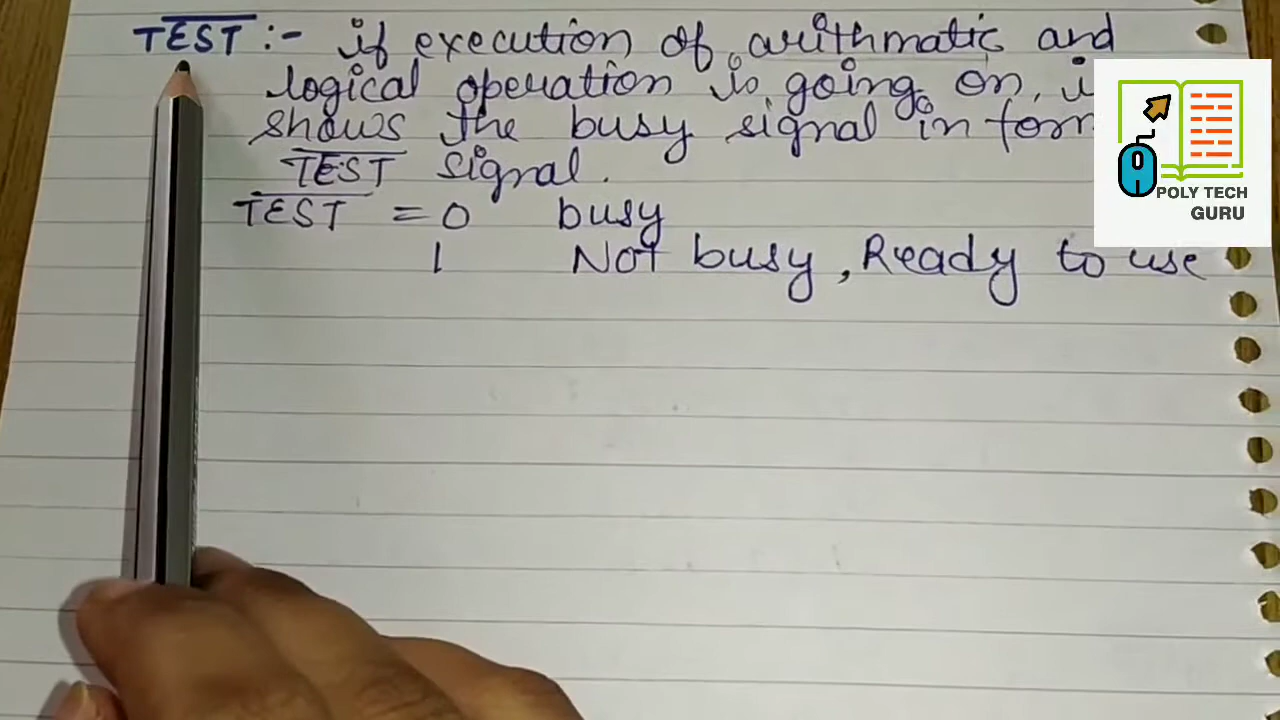 TEST :- if execution of arithmatic and
logical operation is going on,
shows the busy signal in
TEST signal.
TEST = 0 busy
1 Not busy, Ready to use
POLY TECH
GURU